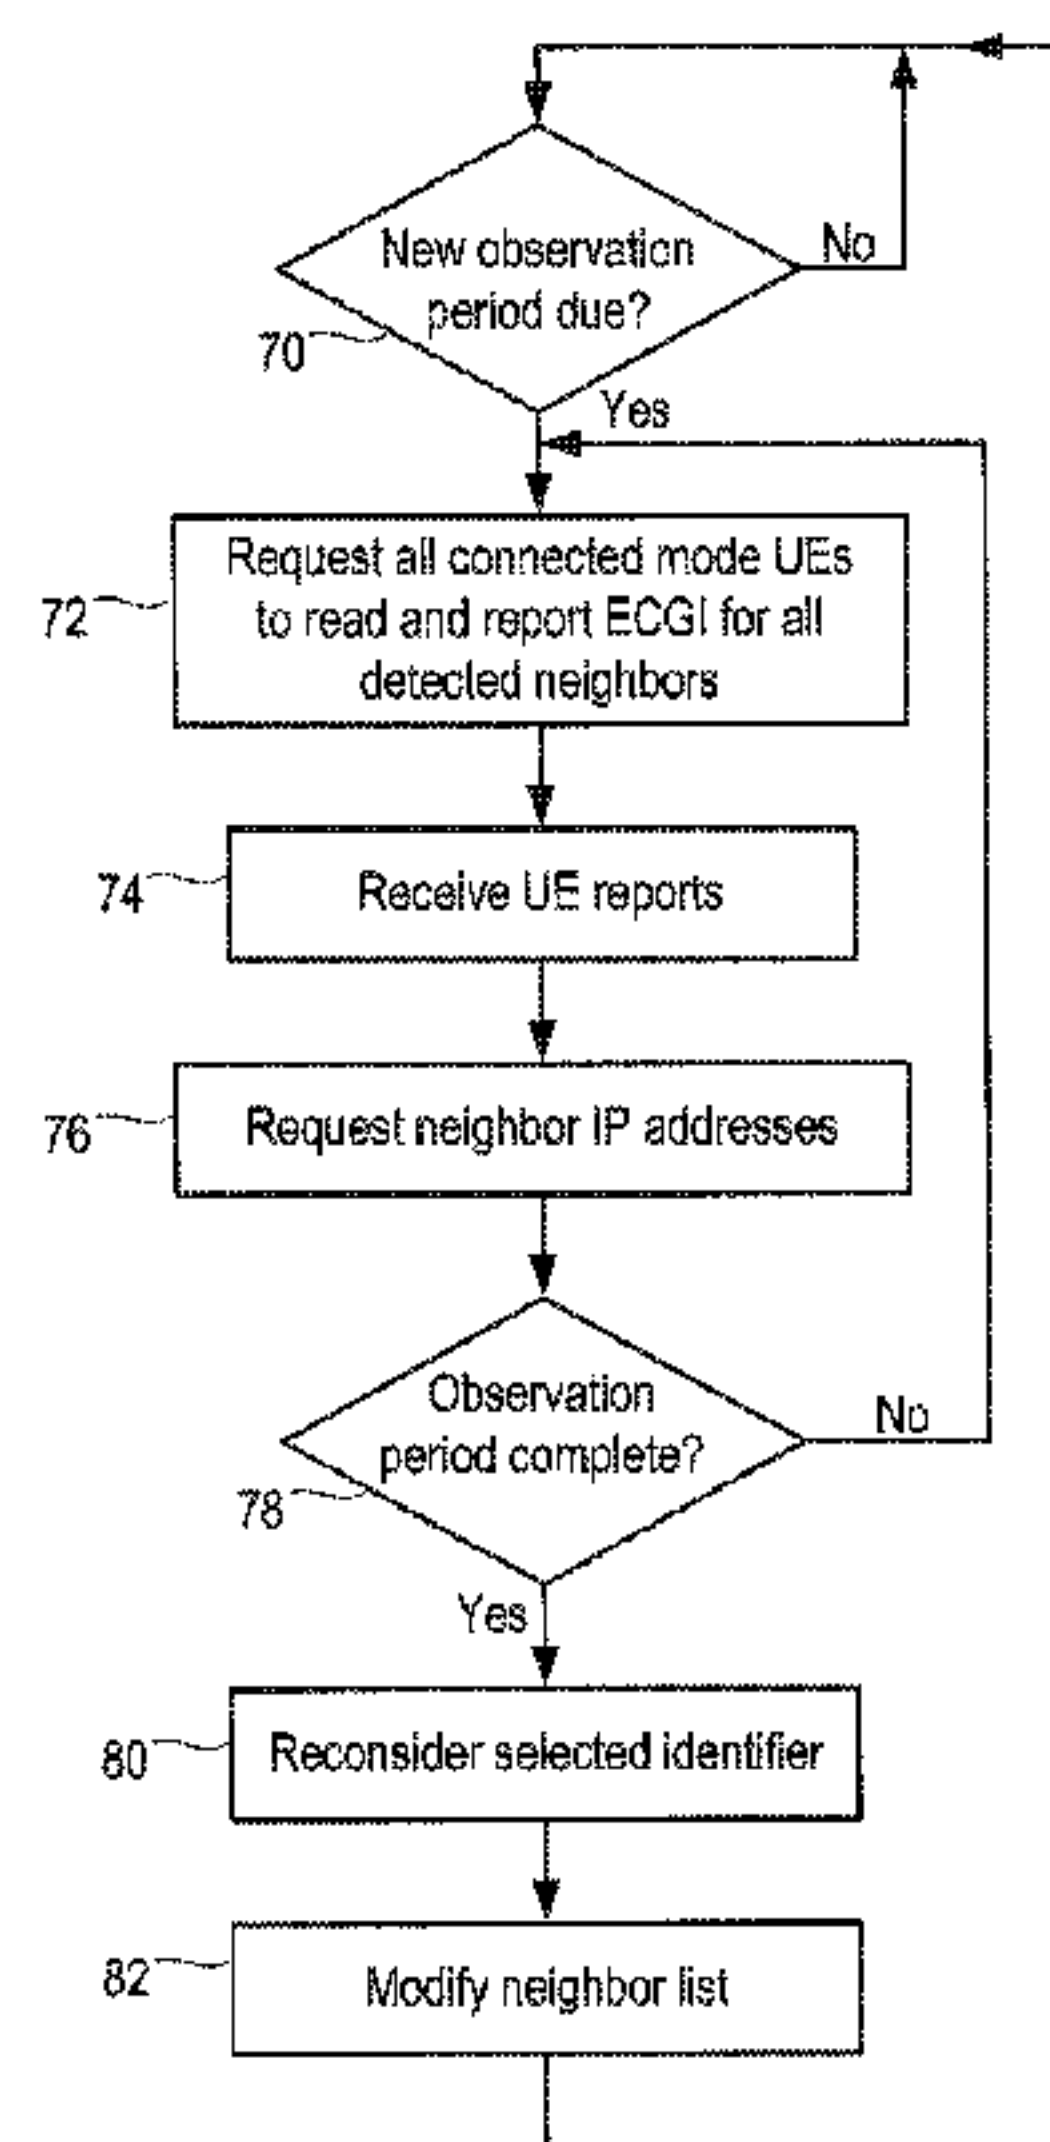 New observation
period due?
No
70
Yes
Request all connected mode UEs
to read and report ECGI for all
detected neighbors
72
74
Receive UE reports
76
Request neighbor IP addresses
Observation
period complete?
No
78
Yes
80
Reconsider selected identifier
82
Modify neighbor list